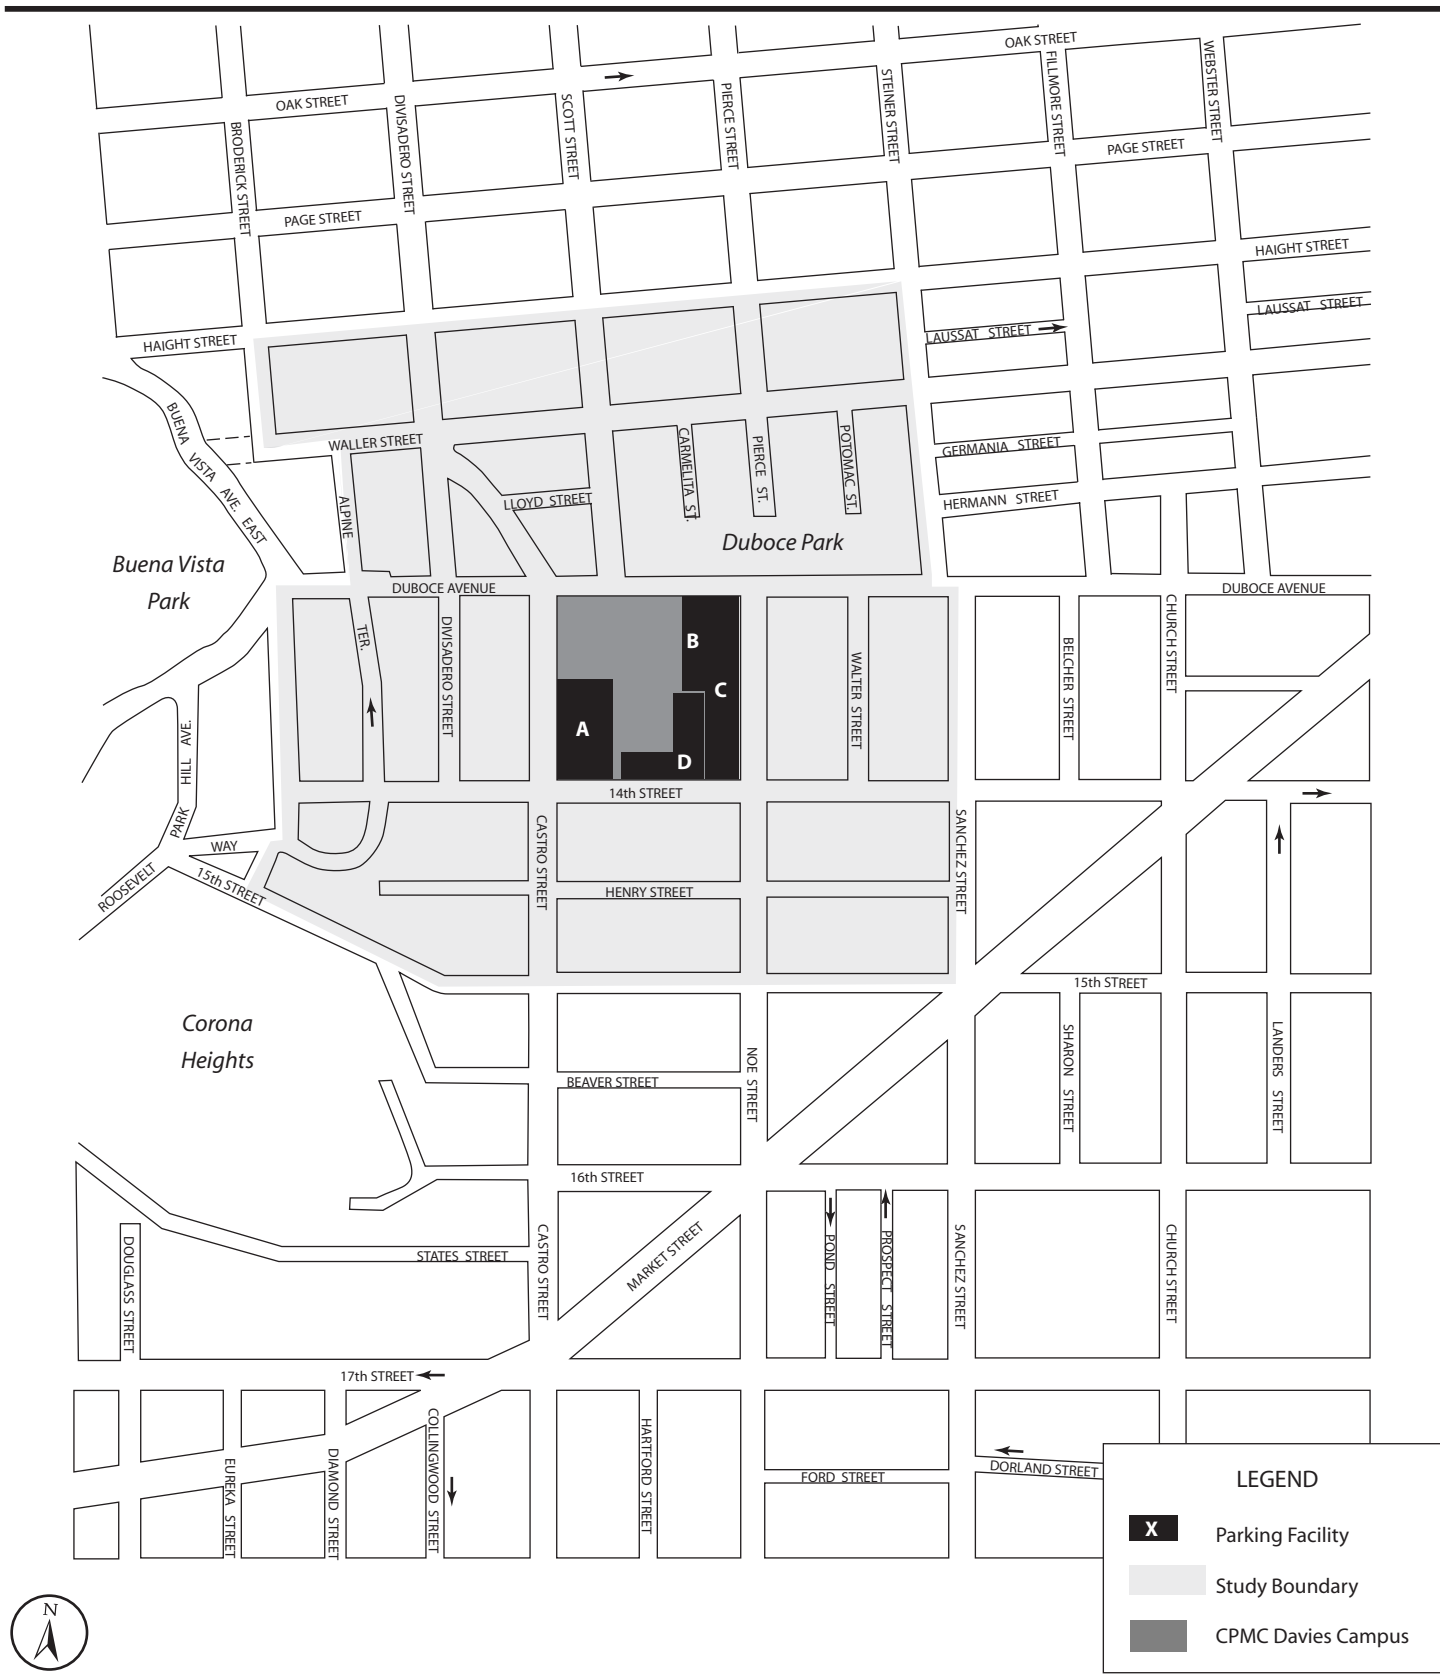 OAK STREET
OAK STREET
BRODERICK STREET
DIVISADERO STREET
SCOTT STREET
PIERCE STREET
STEINER STREET
FILLMORE STREET
WEBSTER STREET
PAGE STREET
PAGE STREET
HAIGHT STREET
HAIGHT STREET
LAUSSAT STREET
LAUSSAT STREET
BUENA VISTA AVE. EAST
WALLER STREET
ALPINE
LLOYD STREET
CARMELITA ST.
PIERCE ST.
POTOMAC ST.
GERMANIA STREET
HERMANN STREET
Duboce Park
Buena Vista
Park
DUBOCE AVENUE
DUBOCE AVENUE
TER.
DIVISADERO STREET
B
C
A
D
WALTER STREET
BELCHER STREET
CHURCH STREET
PARK HILL AVE.
14th STREET
ROOSEVELT
WAY
15th STREET
CASTRO STREET
HENRY STREET
SANCHEZ STREET
15th STREET
Corona
Heights
NOE STREET
SHARON STREET
LANDERS STREET
BEAVER STREET
16th STREET
DOUGLASS STREET
STATES STREET
CASTRO STREET
MARKET STREET
POND STREET
PROSPECT STREET
SANCHEZ STREET
CHURCH STREET
17th STREET
EUREKA STREET
DIAMOND STREET
COLLINGWOOD STREET
HARTFORD STREET
FORD STREET
DORLAND STREET
LEGEND
X Parking Facility
Study Boundary
CPMC Davies Campus
N